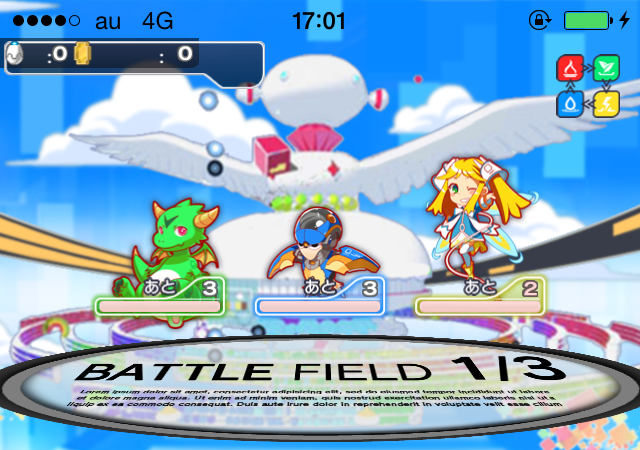 au 4G 17:01
:0 :0
あと 3 あと 3 あと 2
BATTLE FIELD 1/3
Lorem ipsum dolor sit amet, consectetur adipisicing elit, sed do eiusmod tempor incididunt ut labore
et dolore magna aliqua. Ut enim ad minim veniam, quis nostrud exercitation ullamco laboris nisi ut a
liquip ex ea commodo consequat. Duis aute irure dolor in reprehenderit in voluptate velit esse cillum